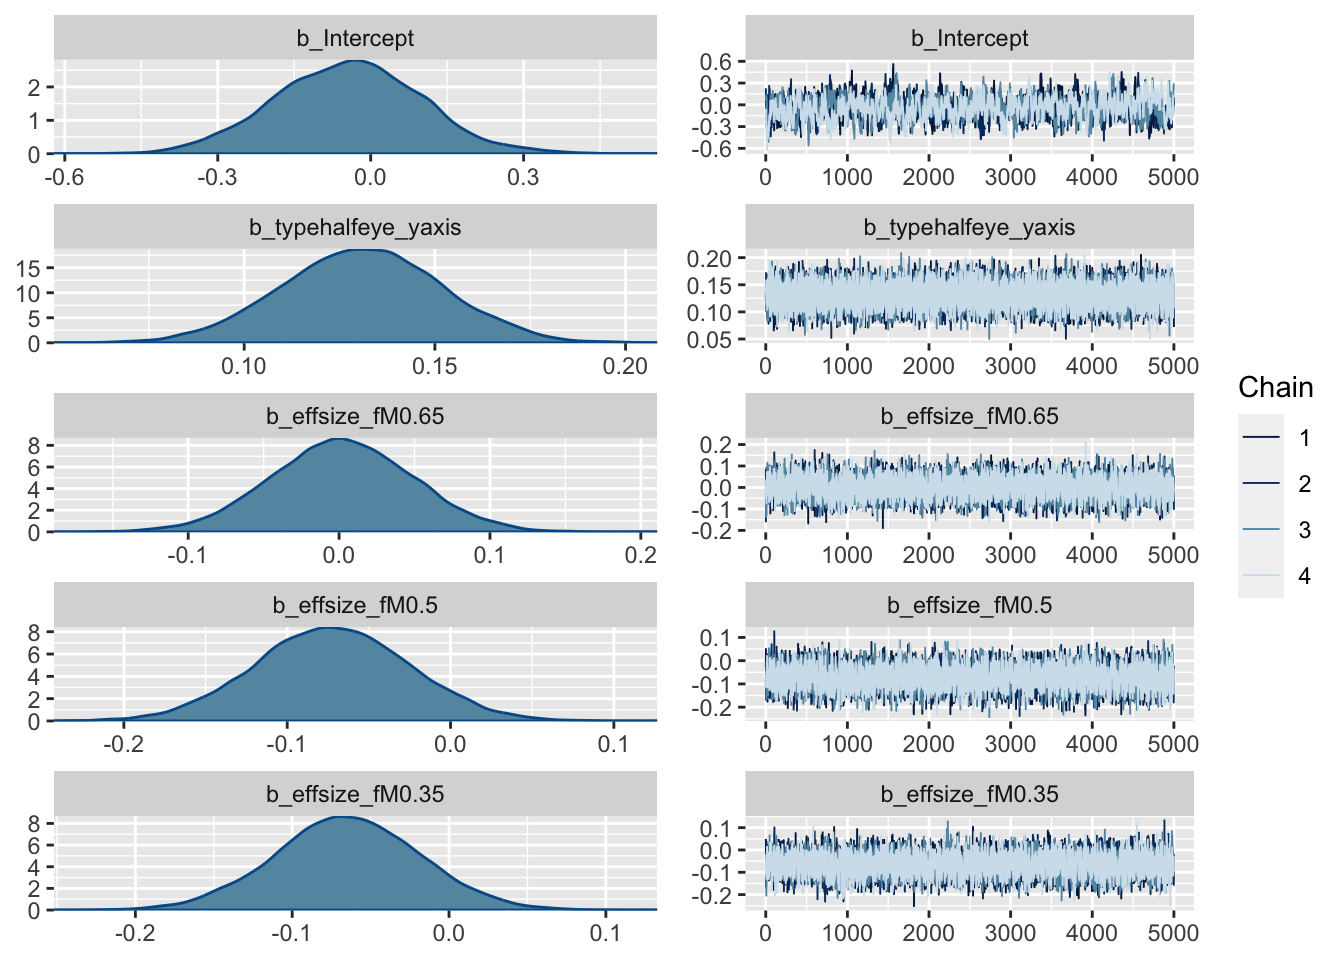 b_Intercept
2
1
0
-0.6 -0.3 0.0 0.3
b_Intercept
0.6
0.3
0.0
-0.3
-0.6
0 1000 2000 3000 4000 5000
b_typehalfeye_yaxis
15
10
5
0
0.10 0.15 0.20
b_typehalfeye_yaxis
0.20
0.15
0.10
0.05
0 1000 2000 3000 4000 5000
b_effsize_fM0.65
8
6
4
2
0
-0.1 0.0 0.1 0.2
b_effsize_fM0.65
0.2
0.1
0.0
-0.1
-0.2
0 1000 2000 3000 4000 5000
b_effsize_fM0.5
8
6
4
2
0
-0.2 -0.1 0.0 0.1
b_effsize_fM0.5
0.1
0.0
-0.1
-0.2
0 1000 2000 3000 4000 5000
b_effsize_fM0.35
8
6
4
2
0
-0.2 -0.1 0.0 0.1
b_effsize_fM0.35
0.1
0.0
-0.1
-0.2
0 1000 2000 3000 4000 5000
Chain
1
2
3
4